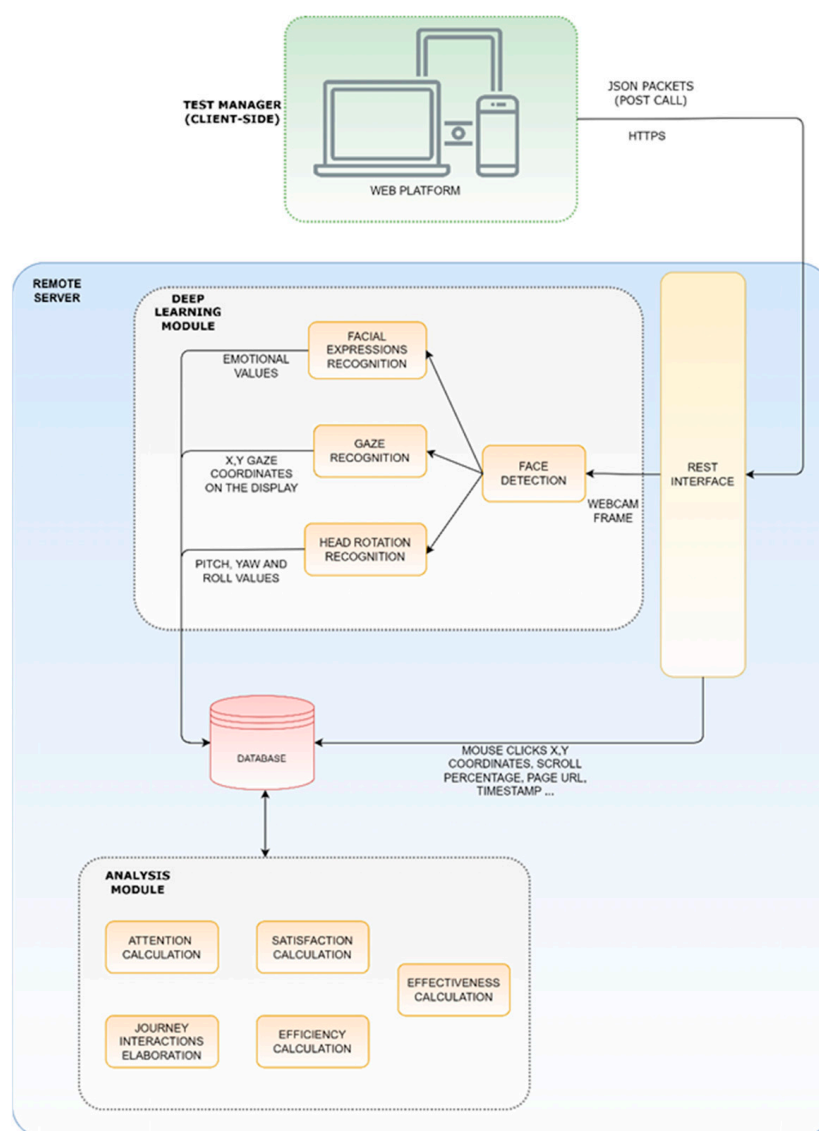 TEST MANAGER
(CLIENT-SIDE)
WEB PLATFORM
JSON PACKETS
(POST CALL)
HTTPS
REMOTE
SERVER
DEEP
LEARNING
MODULE
FACIAL
EXPRESSIONS
RECOGNITION
EMOTIONAL
VALUES
GAZE
RECOGNITION
X,Y GAZE
COORDINATES
ON THE DISPLAY
FACE
DETECTION
WEBCAM
FRAME
REST
INTERFACE
HEAD ROTATION
RECOGNITION
PITCH, YAW AND
ROLL VALUES
DATABASE
MOUSE CLICKS X,Y
COORDINATES, SCROLL
PERCENTAGE, PAGE URL,
TIMESTAMP ...
ANALYSIS
MODULE
ATTENTION
CALCULATION
SATISFACTION
CALCULATION
EFFECTIVENESS
CALCULATION
JOURNEY
INTERACTIONS
ELABORATION
EFFICIENCY
CALCULATION